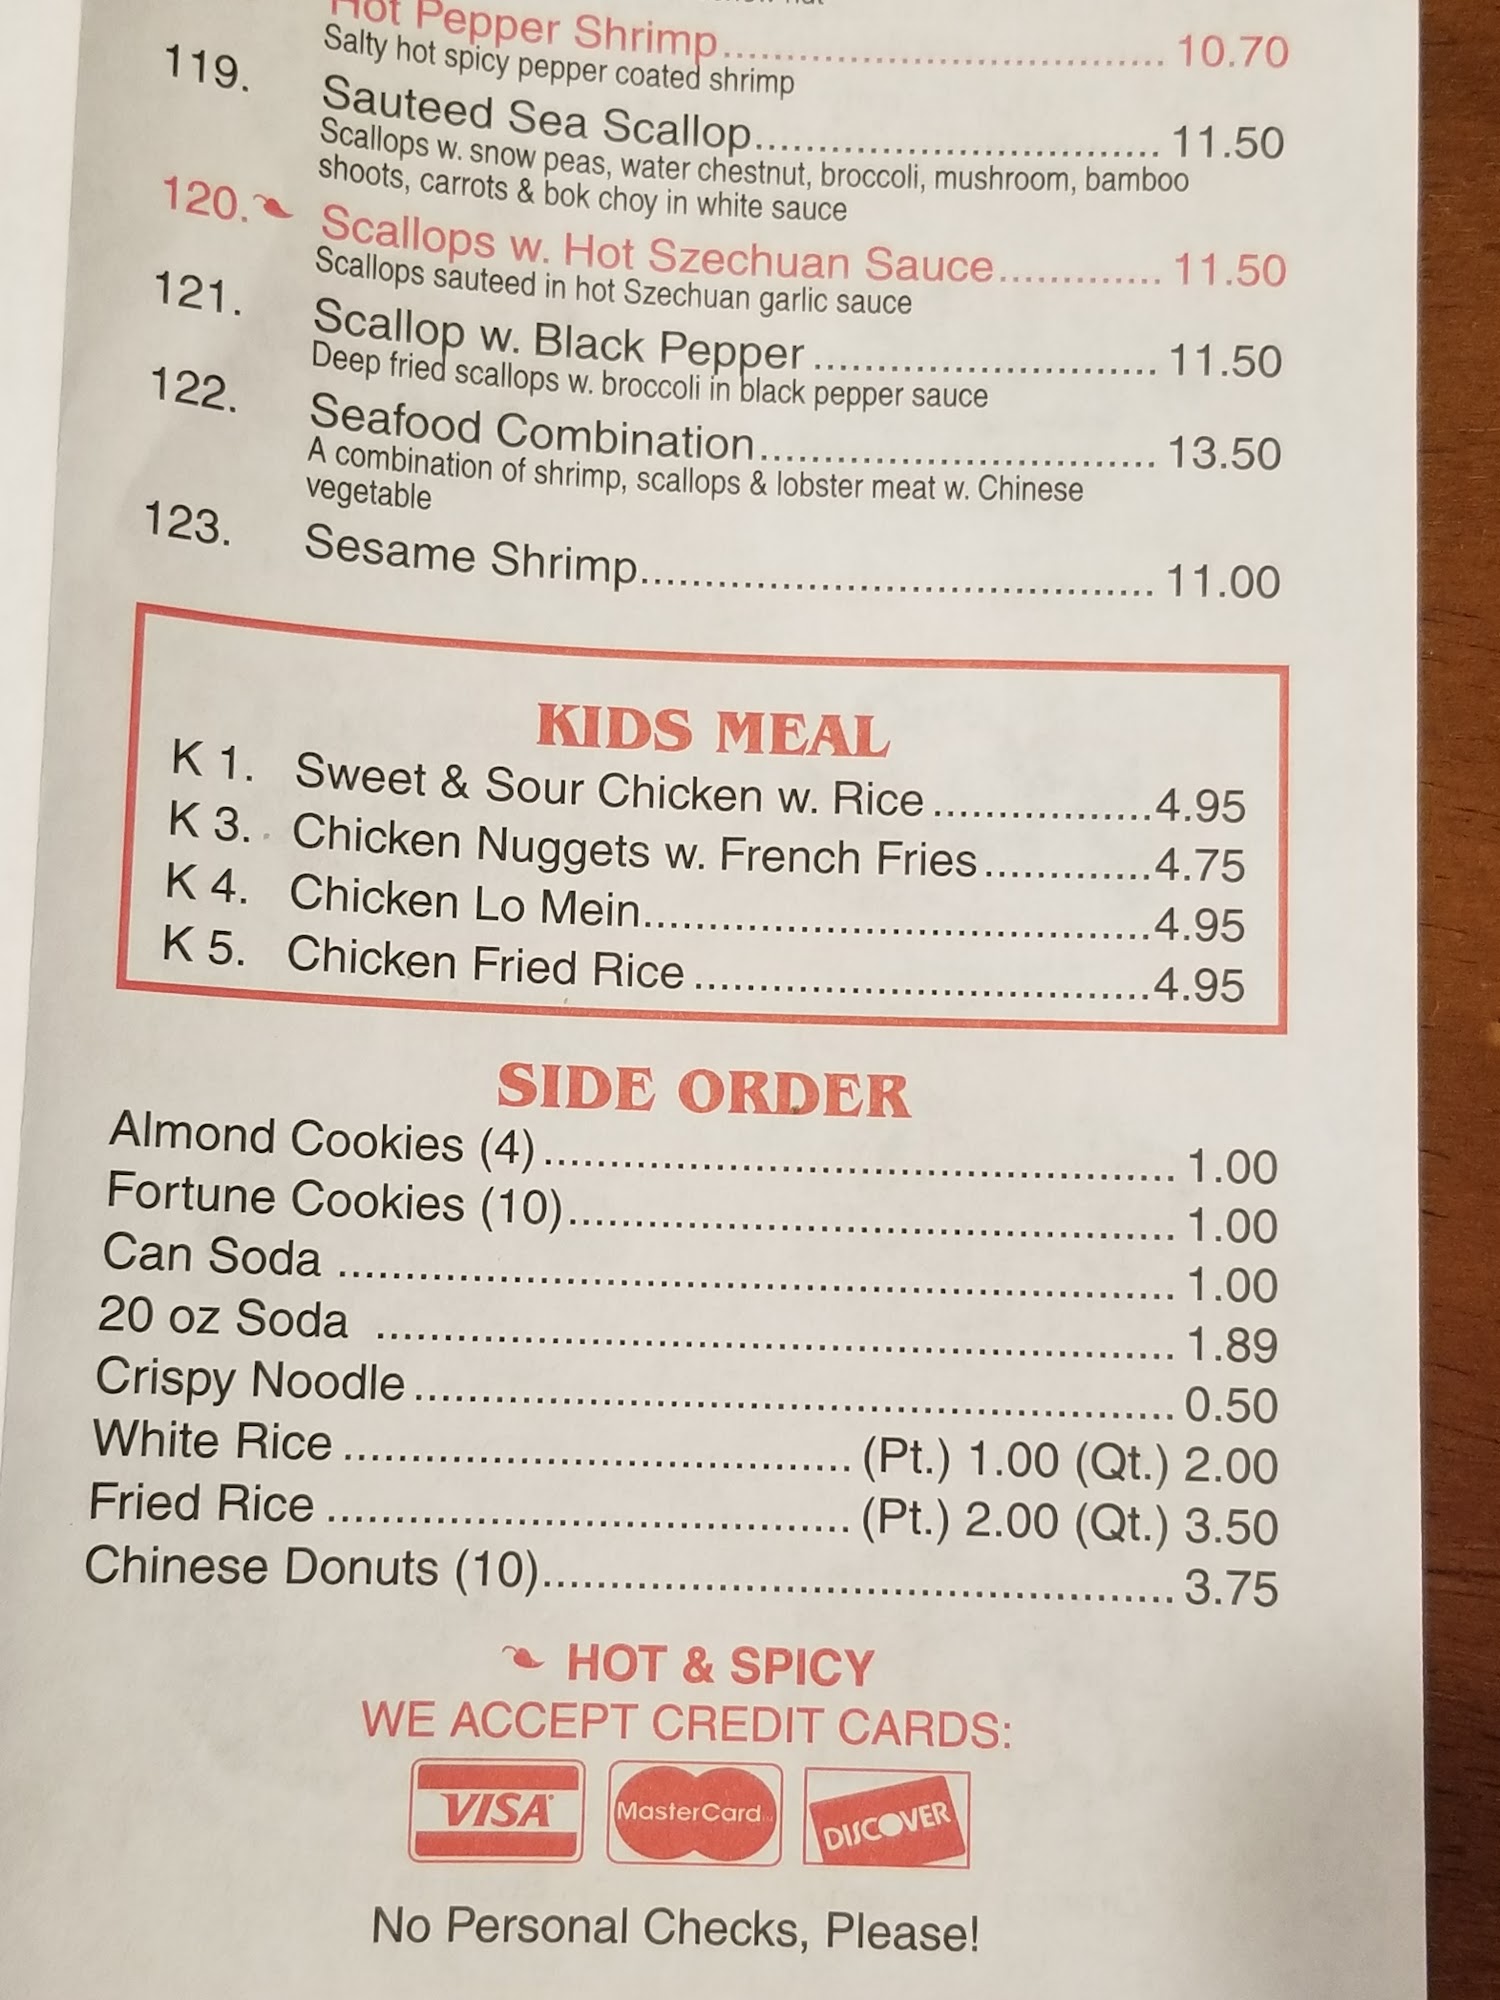 Hot Pepper Shrimp.................................. 10.70
Salty hot spicy pepper coated shrimp
119. Sauteed Sea Scallop............................... 11.50
Scallops w. snow peas, water chestnut, broccoli, mushroom, bamboo
shoots, carrots & bok choy in white sauce
120. Scallops w. Hot Szechuan Sauce............. 11.50
Scallops sauteed in hot Szechuan garlic sauce
121. Scallop w. Black Pepper........................... 11.50
Deep fried scallops w. broccoli in black pepper sauce
122. Seafood Combination............................... 13.50
A combination of shrimp, scallops & lobster meat w. Chinese
vegetable
123. Sesame Shrimp........................................ 11.00
KIDS MEAL
K 1. Sweet & Sour Chicken w. Rice.................4.95
K 3. Chicken Nuggets w. French Fries.............4.75
K 4. Chicken Lo Mein.......................................4.95
K 5. Chicken Fried Rice...................................4.95
SIDE ORDER
Almond Cookies (4)................................................ 1.00
Fortune Cookies (10).............................................. 1.00
Can Soda ................................................................ 1.00
20 oz Soda ............................................................. 1.89
Crispy Noodle.......................................................... 0.50
White Rice....................................... (Pt.) 1.00 (Qt.) 2.00
Fried Rice........................................ (Pt.) 2.00 (Qt.) 3.50
Chinese Donuts (10)................................................ 3.75
HOT & SPICY
WE ACCEPT CREDIT CARDS:
VISA MasterCard DISCOVER
No Personal Checks, Please!